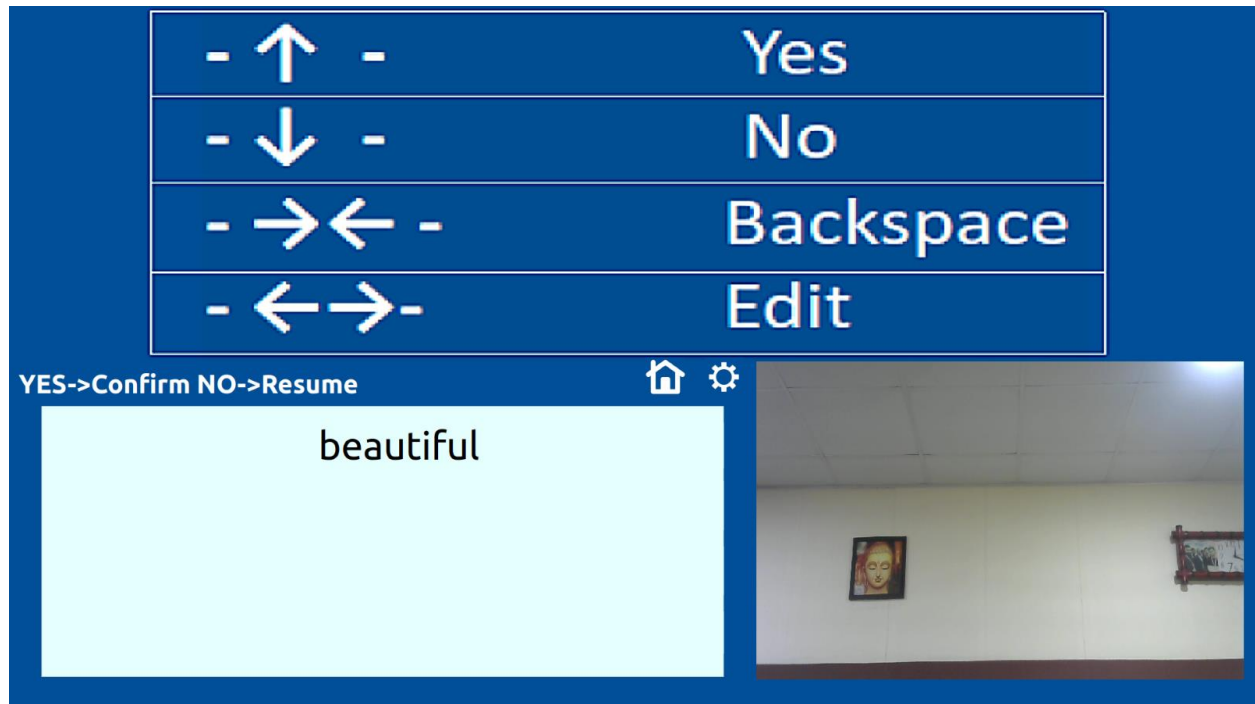 - ↑ - Yes
- ↓ - No
- →← - Backspace
- ←→- Edit
YES->Confirm NO->Resume
beautiful